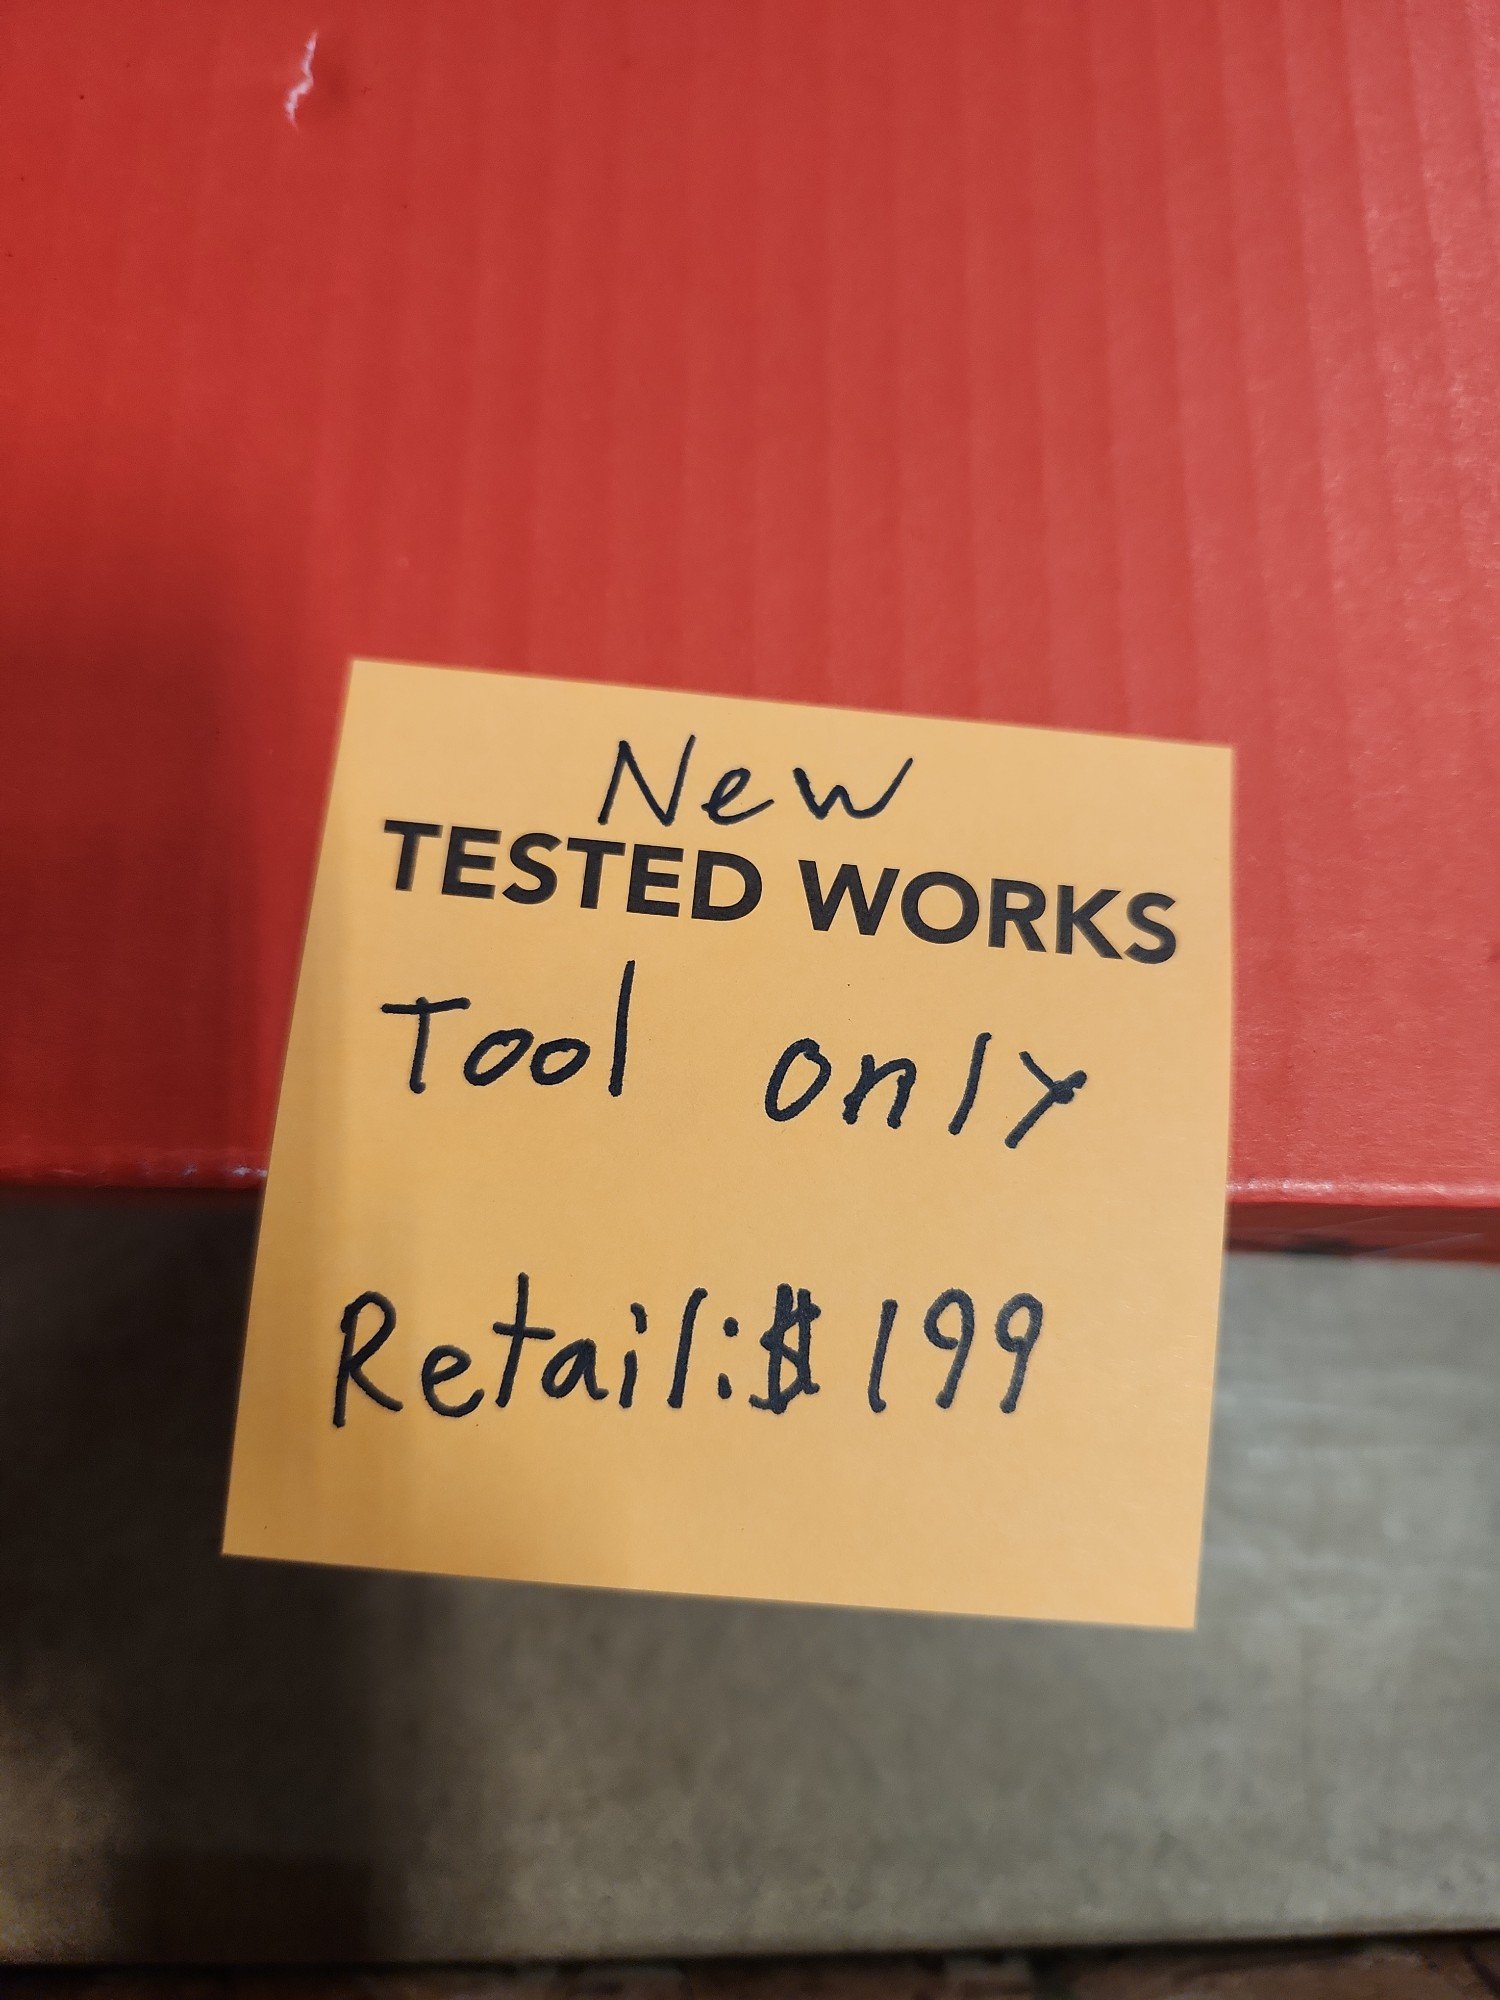 New
TESTED WORKS
Tool only
Retail:$199